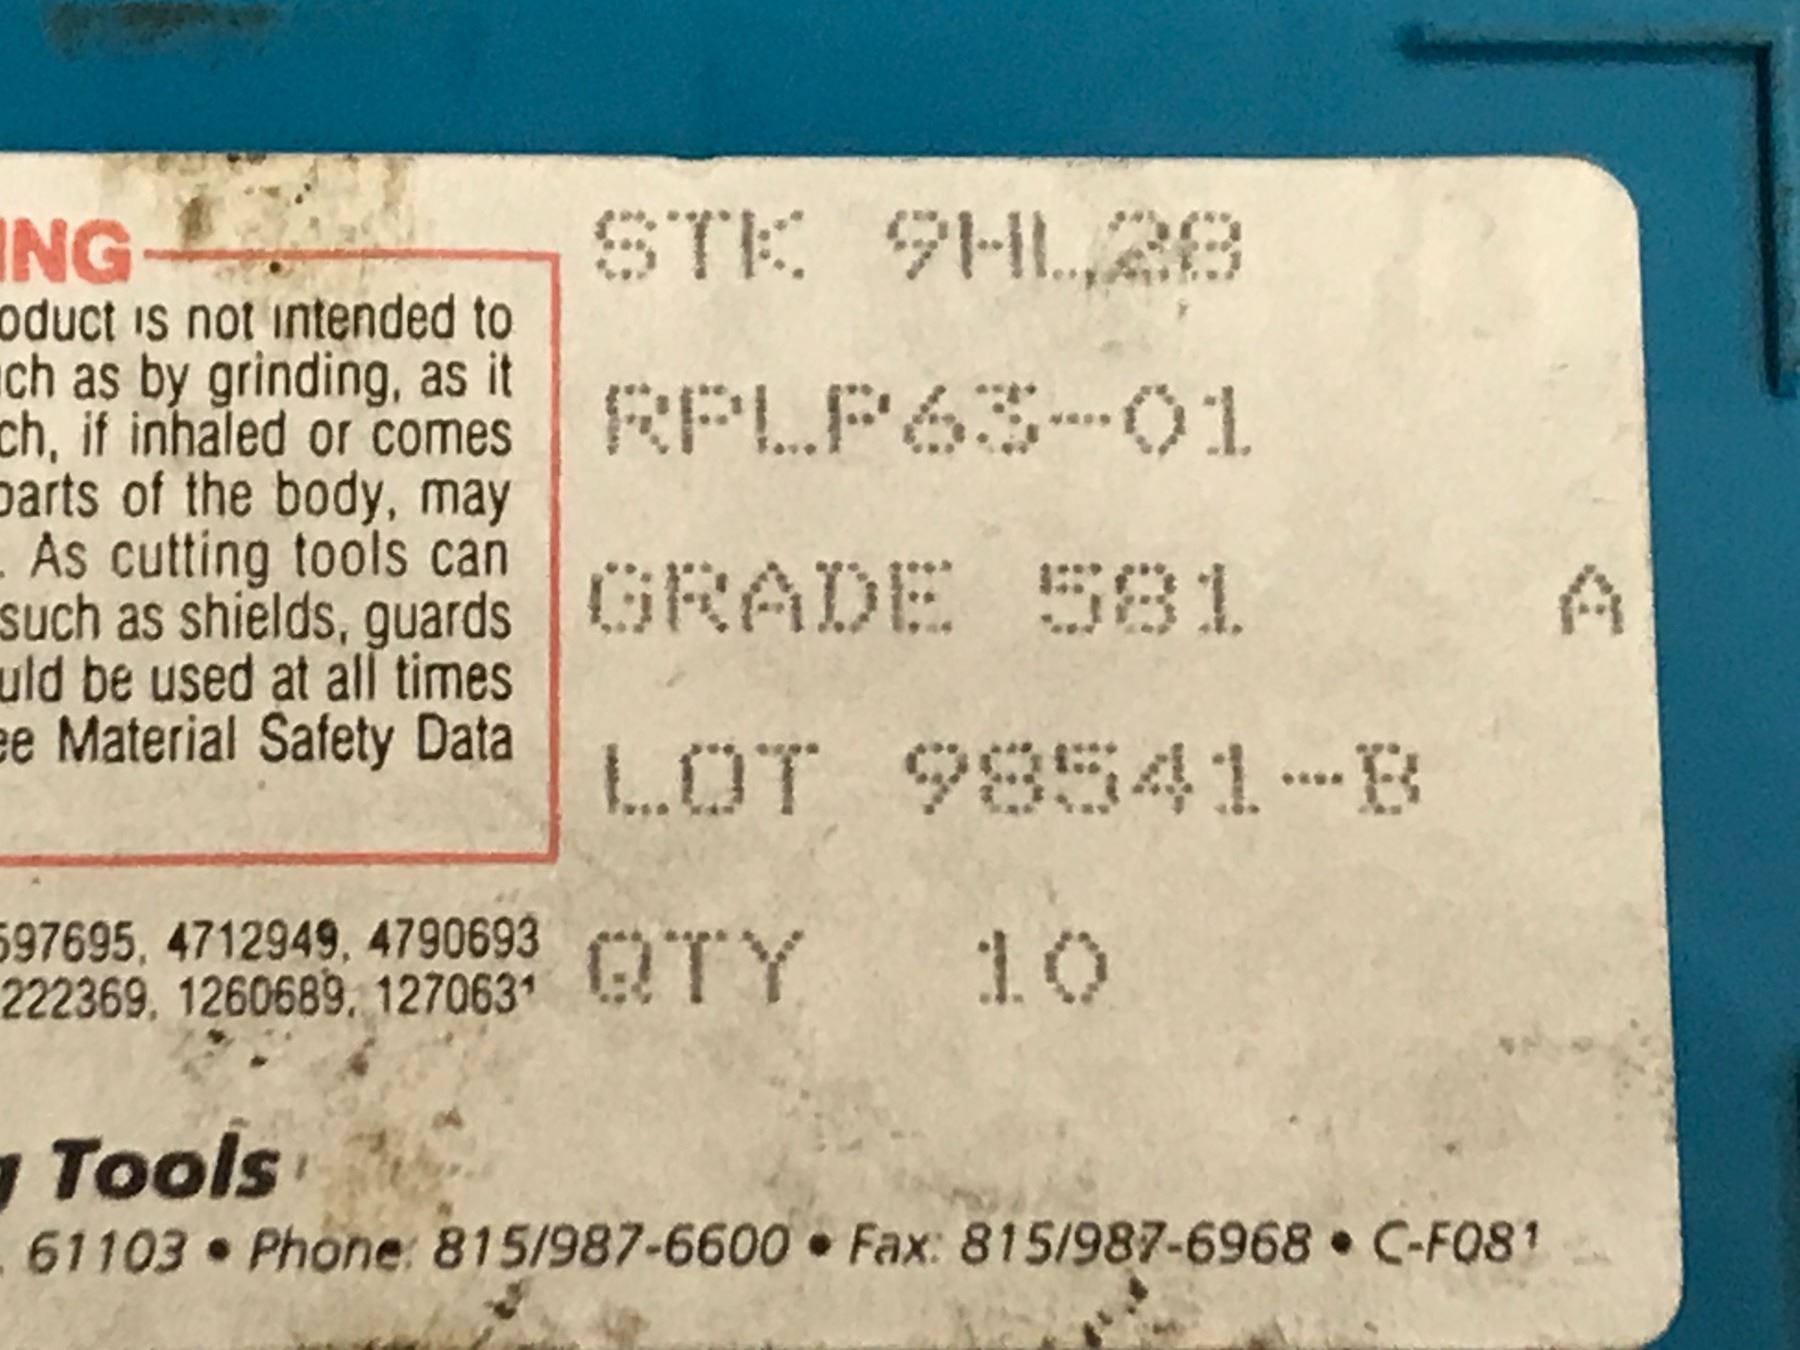 ING
oduct is not intended to
ch as by grinding, as it
ch, if inhaled or comes
parts of the body, may
. As cutting tools can
such as shields, guards
uld be used at all times
ee Material Safety Data
597695, 4712949, 4790693
222369, 1260689, 1270631
STK 9HL28
RPLP63-01
GRADE 581 A
LOT 98541-B
QTY 10
g Tools
. 61103 • Phone: 815/987-6600 • Fax: 815/987-6968 • C-F081